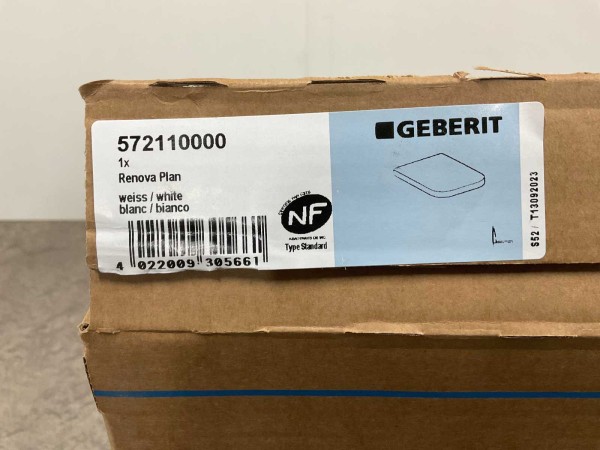 572110000
1x
Renova Plan
weiss / white
blanc / bianco
4 022009 305661
NF
Type Standard
GEBERIT
S52 / T13092023